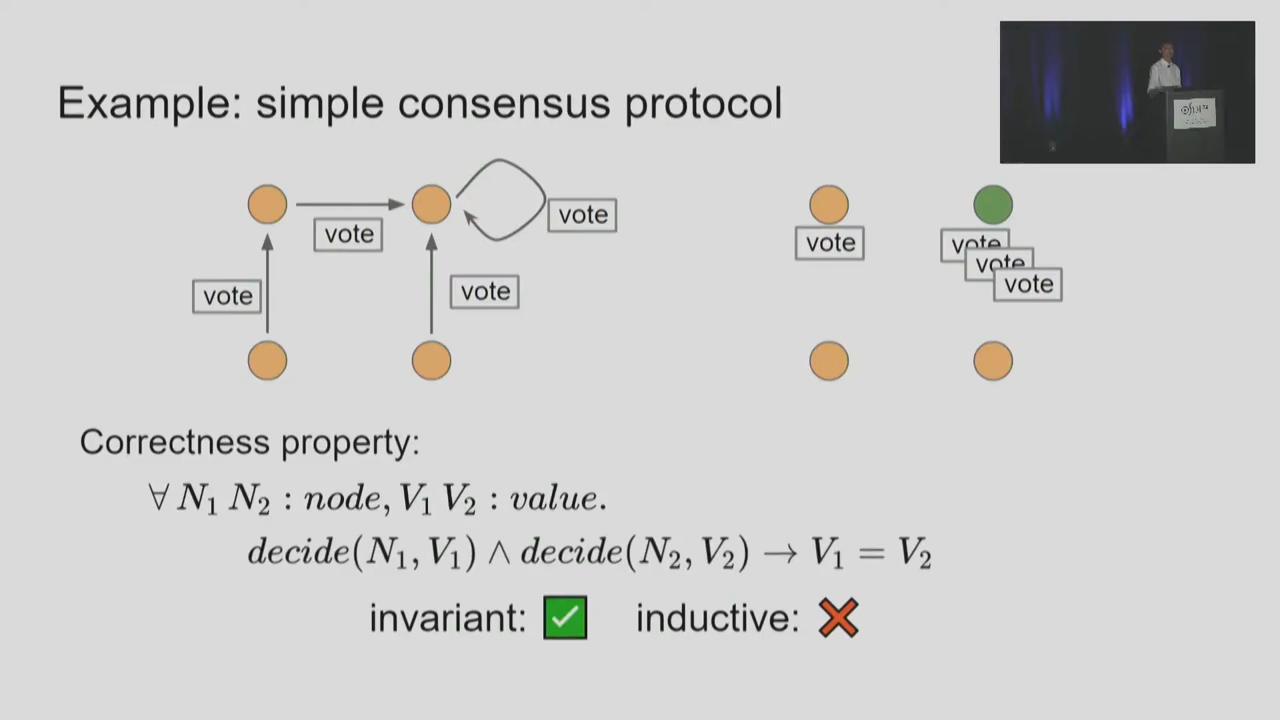 Example: simple consensus protocol
vote
vote
vote
vote
vote
vote
vote
vote
Correctness property:
∀ N₁ N₂ : node, V₁ V₂ : value.
decide(N₁, V₁) ∧ decide(N₂, V₂) → V₁ = V₂
invariant: ✅ inductive: ❌